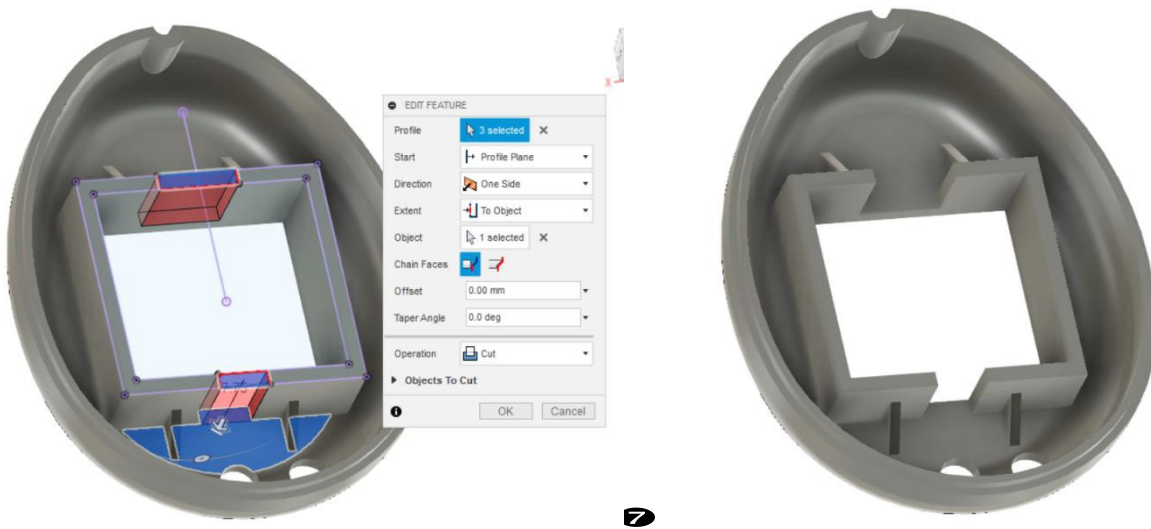 EDIT FEATURE
Profile 3 selected
Start Profile Plane
Direction One Side
Extent To Object
Object 1 selected
Chain Faces
Offset 0.00 mm
Taper Angle 0.0 deg
Operation Cut
Objects To Cut
OK Cancel
7